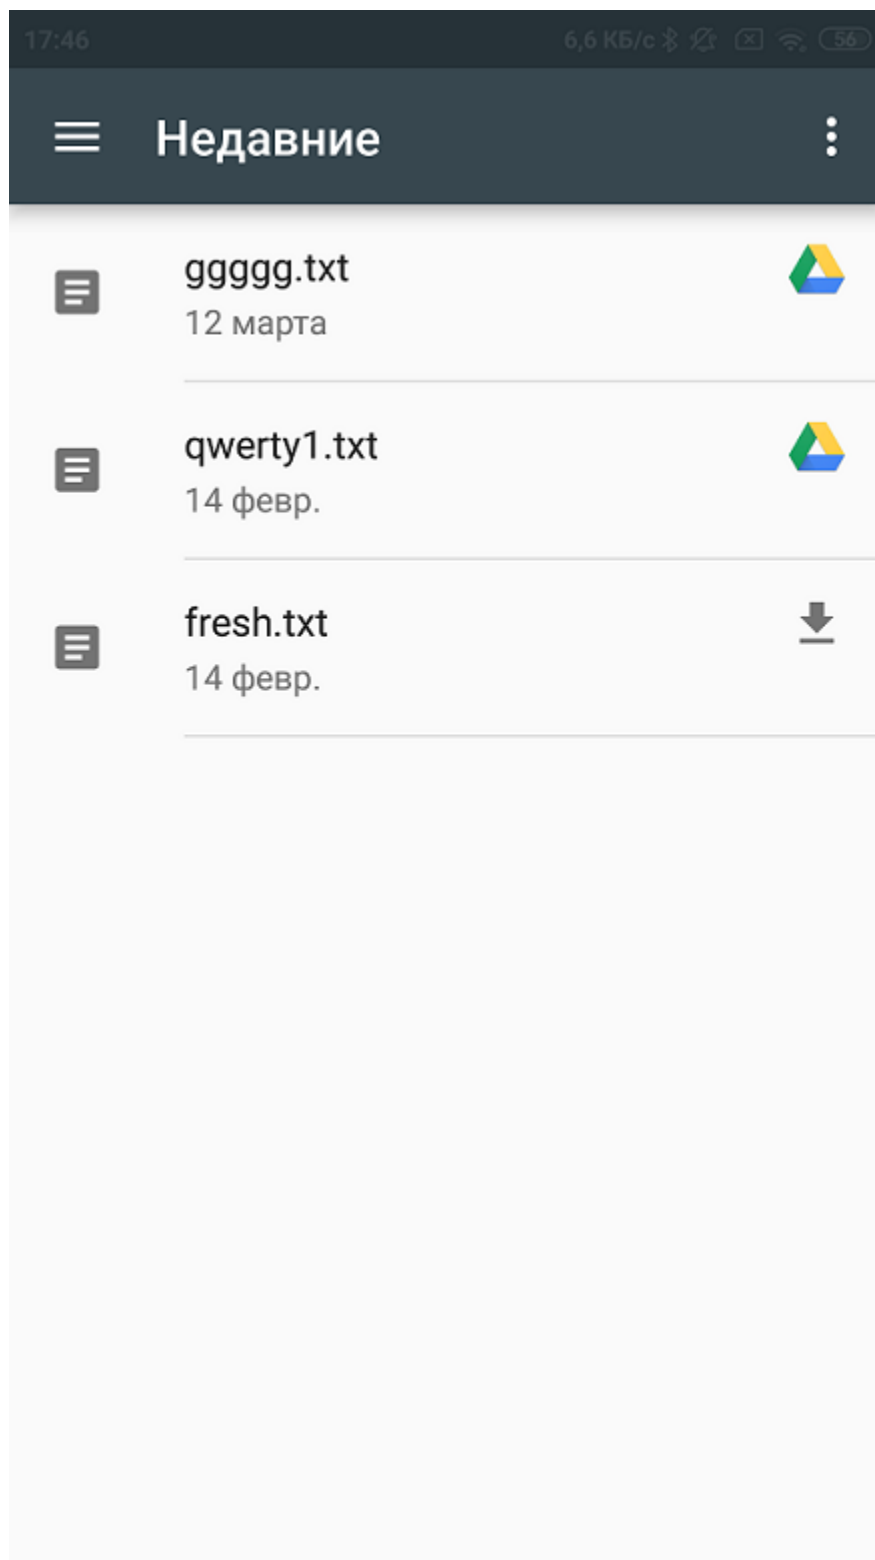 17:46 6,6 КБ/с 56
Недавние
ggggg.txt
12 марта
qwerty1.txt
14 февр.
fresh.txt
14 февр.